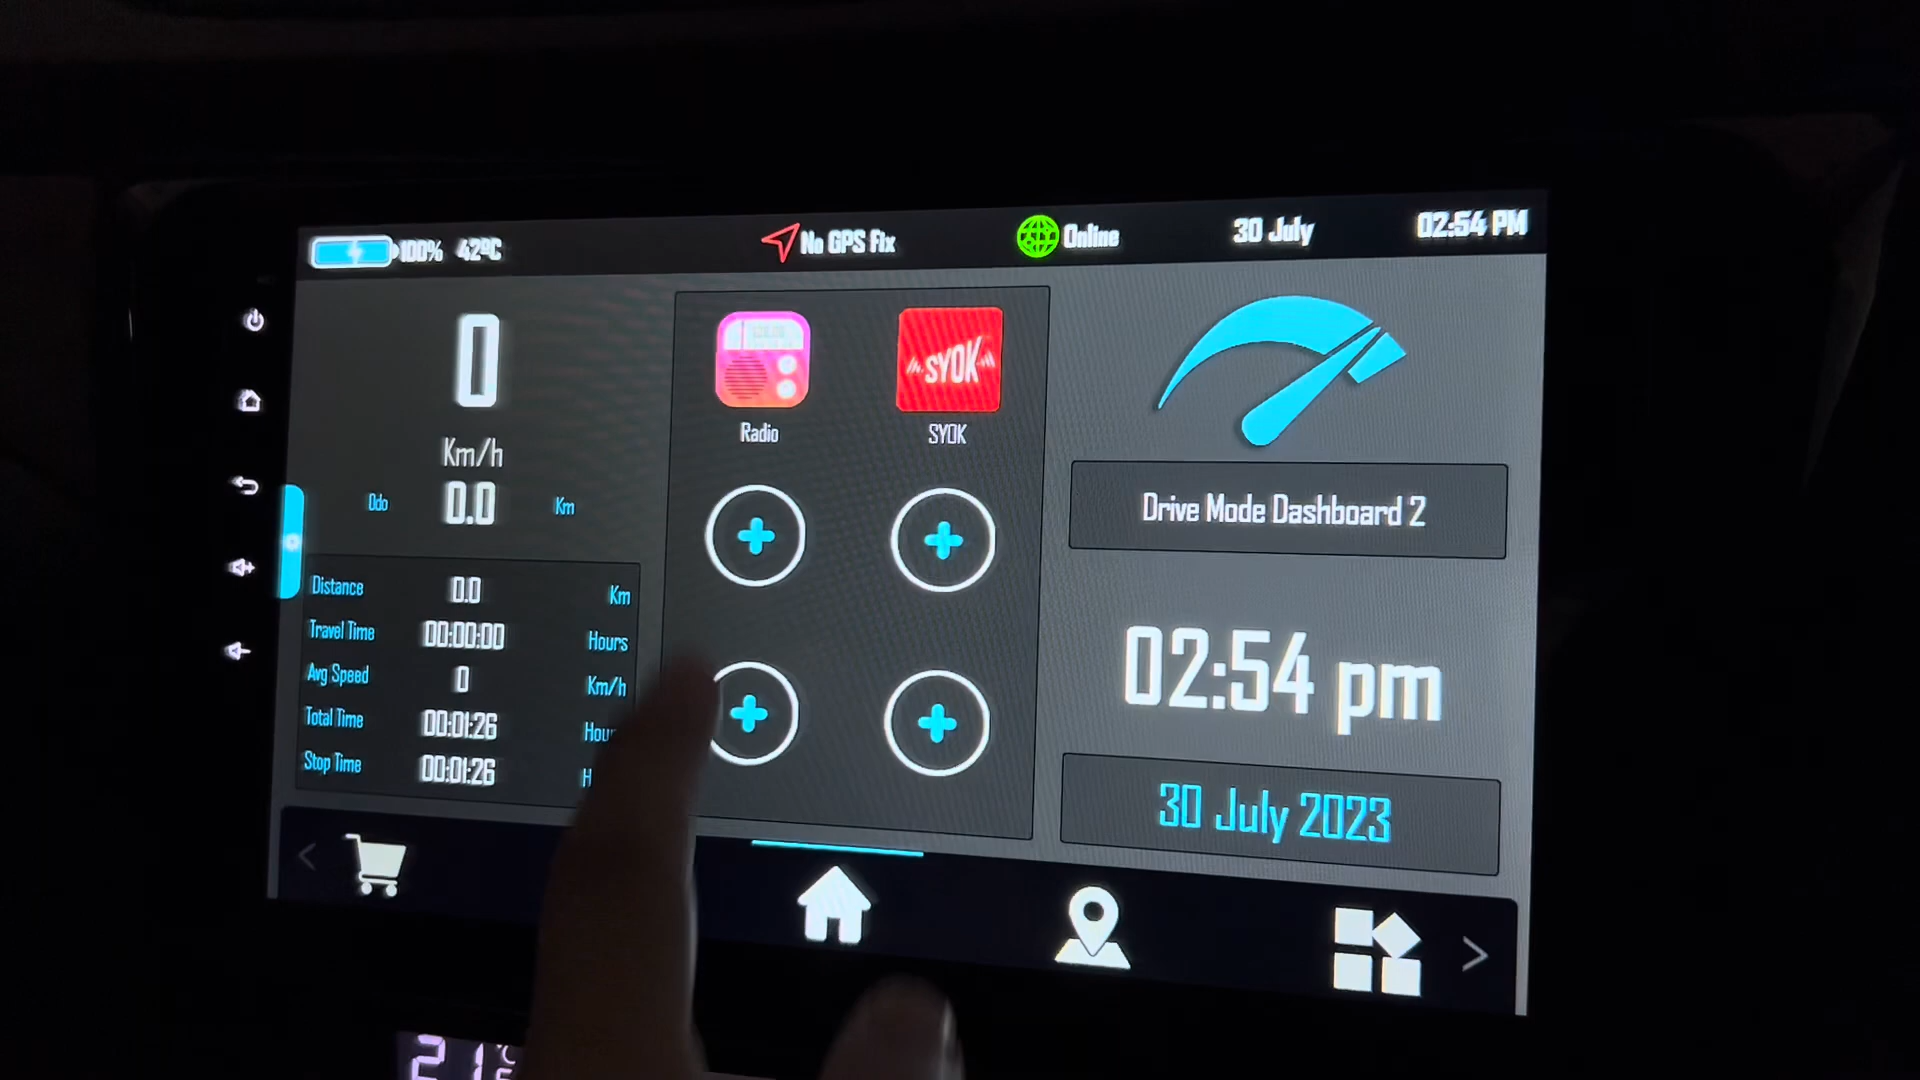 100% 42ºC
No GPS Fix
Online
30 July
02:54 PM
0
Km/h
Odo 0.0 Km
Distance 0.0 Km
Travel Time 00:00:00 Hours
Avg Speed 0 Km/h
Total Time 00:01:26
Stop Time 00:01:26
Radio
SYOK
SYOK
Drive Mode Dashboard 2
02:54 pm
30 July 2023